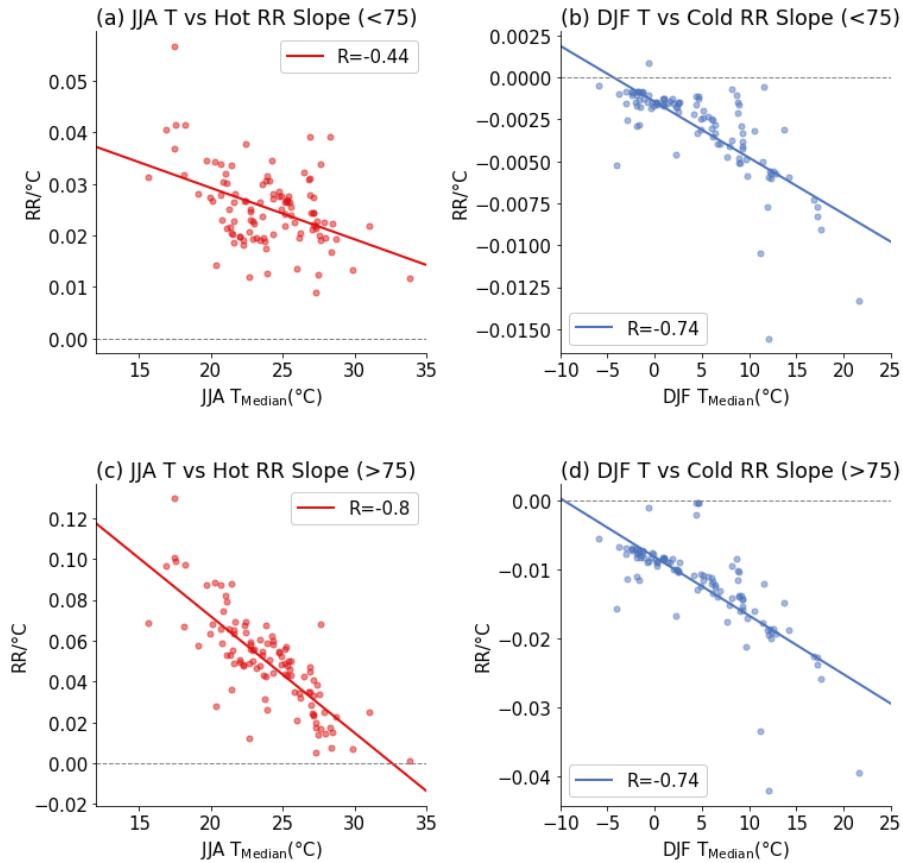 (a) JJA T vs Hot RR Slope (<75)
R=-0.44
0.05
0.04
0.03
0.02
0.01
0.00
RR/°C
15 20 25 30 35
JJA T_Median(°C)
(b) DJF T vs Cold RR Slope (<75)
0.0025
0.0000
−0.0025
−0.0050
−0.0075
−0.0100
−0.0125
−0.0150
RR/°C
R=-0.74
−10 −5 0 5 10 15 20 25
DJF T_Median(°C)
(c) JJA T vs Hot RR Slope (>75)
R=-0.8
0.12
0.10
0.08
0.06
0.04
0.02
0.00
−0.02
RR/°C
15 20 25 30 35
JJA T_Median(°C)
(d) DJF T vs Cold RR Slope (>75)
0.00
−0.01
−0.02
−0.03
−0.04
RR/°C
R=-0.74
−10 −5 0 5 10 15 20 25
DJF T_Median(°C)